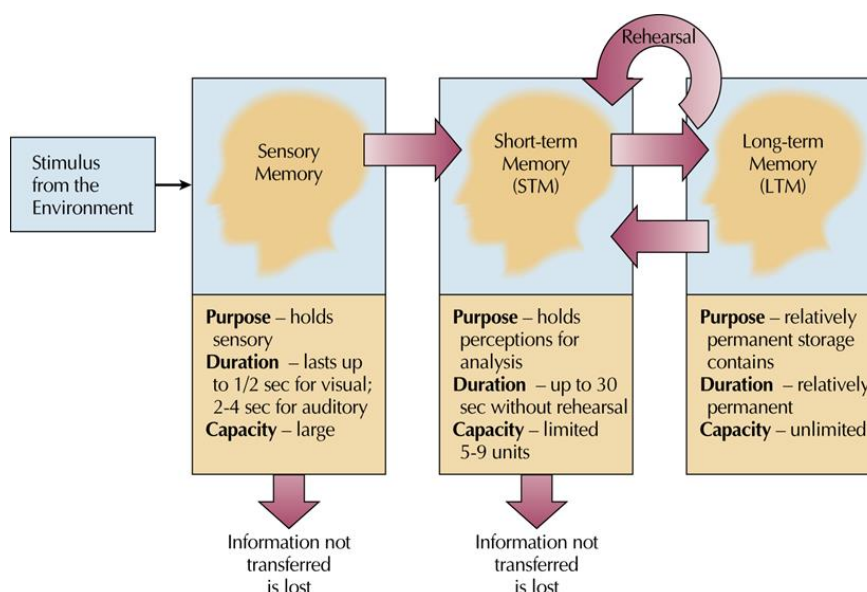 Rehearsal
Stimulus
from the
Environment
Sensory
Memory
Short-term
Memory
(STM)
Long-term
Memory
(LTM)
Purpose – holds
sensory
Duration – lasts up
to 1/2 sec for visual;
2-4 sec for auditory
Capacity – large
Purpose – holds
perceptions for
analysis
Duration – up to 30
sec without rehearsal
Capacity – limited
5-9 units
Purpose – relatively
permanent storage
contains
Duration – relatively
permanent
Capacity – unlimited
Information not
transferred
is lost
Information not
transferred
is lost